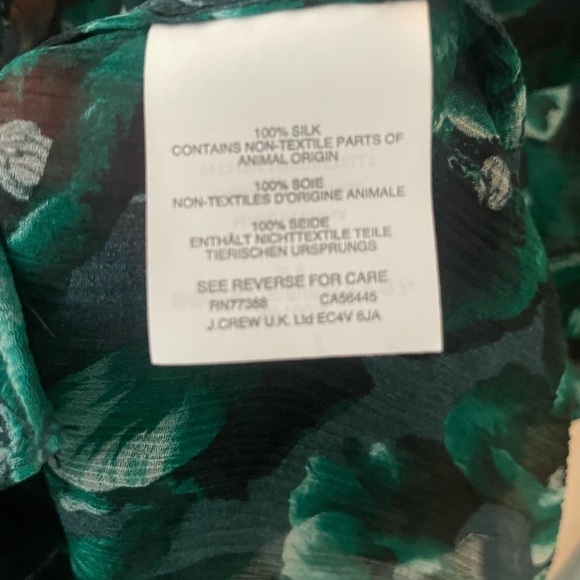 100% SILK
CONTAINS NON-TEXTILE PARTS OF
ANIMAL ORIGIN
100% SOIE
NON-TEXTILES D'ORIGINE ANIMALE
100% SEIDE
ENTHÄLT NICHTTEXTILE TEILE
TIERISCHEN URSPRUNGS
SEE REVERSE FOR CARE
RN77388 CA56445
J.CREW U.K. Ltd EC4V 6JA